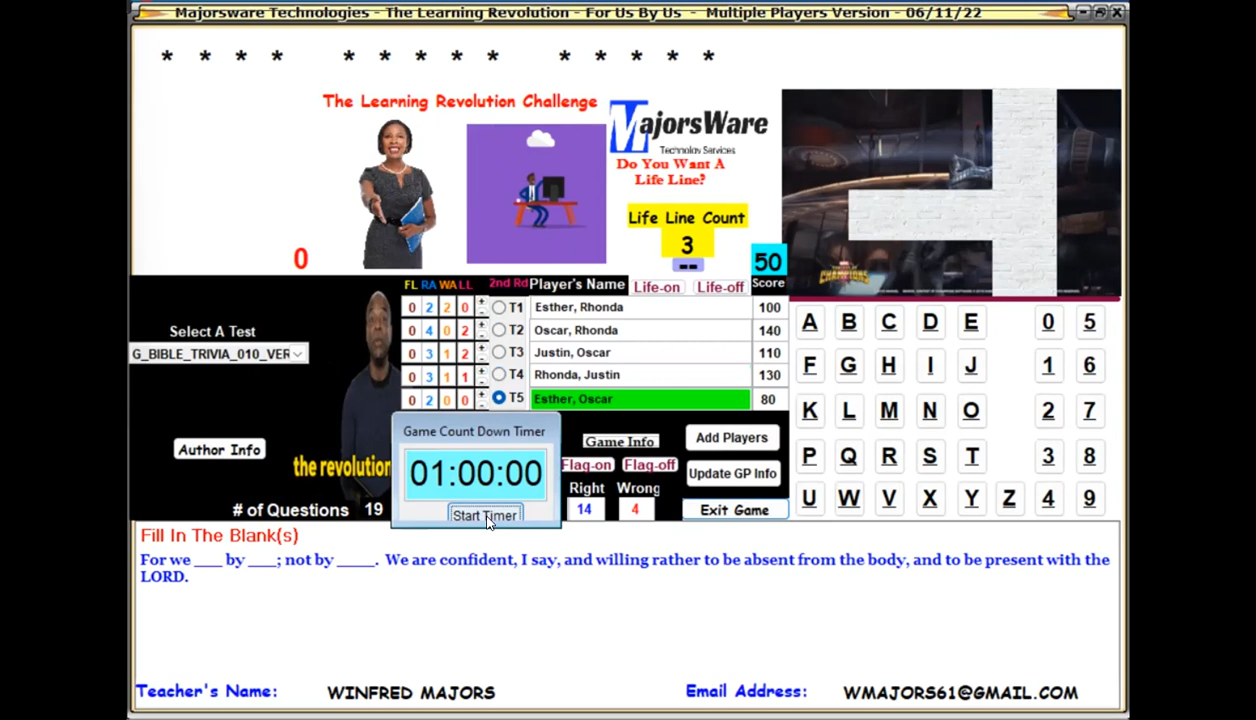 Majorsware Technologies - The Learning Revolution - For Us By Us - Multiple Players Version - 06/11/22
* * * * * * * * * * * * * *
The Learning Revolution Challenge
MajorsWare
Technology Services
Do You Want A
Life Line?
Life Line Count
3
--
0
50
CHAMPIONS
FL RA WA LL 2nd Rd Player's Name Life-on Life-off Score
0 2 2 0 + - T1 Esther, Rhonda 100
0 4 0 2 + - T2 Oscar, Rhonda 140
0 3 1 2 + - T3 Justin, Oscar 110
0 3 1 1 + - T4 Rhonda, Justin 130
0 2 0 0 + - T5 Esther, Oscar 80
Select A Test
G_BIBLE_TRIVIA_010_VER
Author Info
the revolution
# of Questions 19
Game Count Down Timer
01:00:00
Start Timer
Game Info
Flag-on Flag-off
Right Wrong
14 4
Add Players
Update GP Info
Exit Game
A B C D E 0 5
F G H I J 1 6
K L M N O 2 7
P Q R S T 3 8
U W V X Y Z 4 9
Fill In The Blank(s)
For we ___ by ___; not by ____. We are confident, I say, and willing rather to be absent from the body, and to be present with the
LORD.
Teacher's Name: WINFRED MAJORS Email Address: WMAJORS61@GMAIL.COM